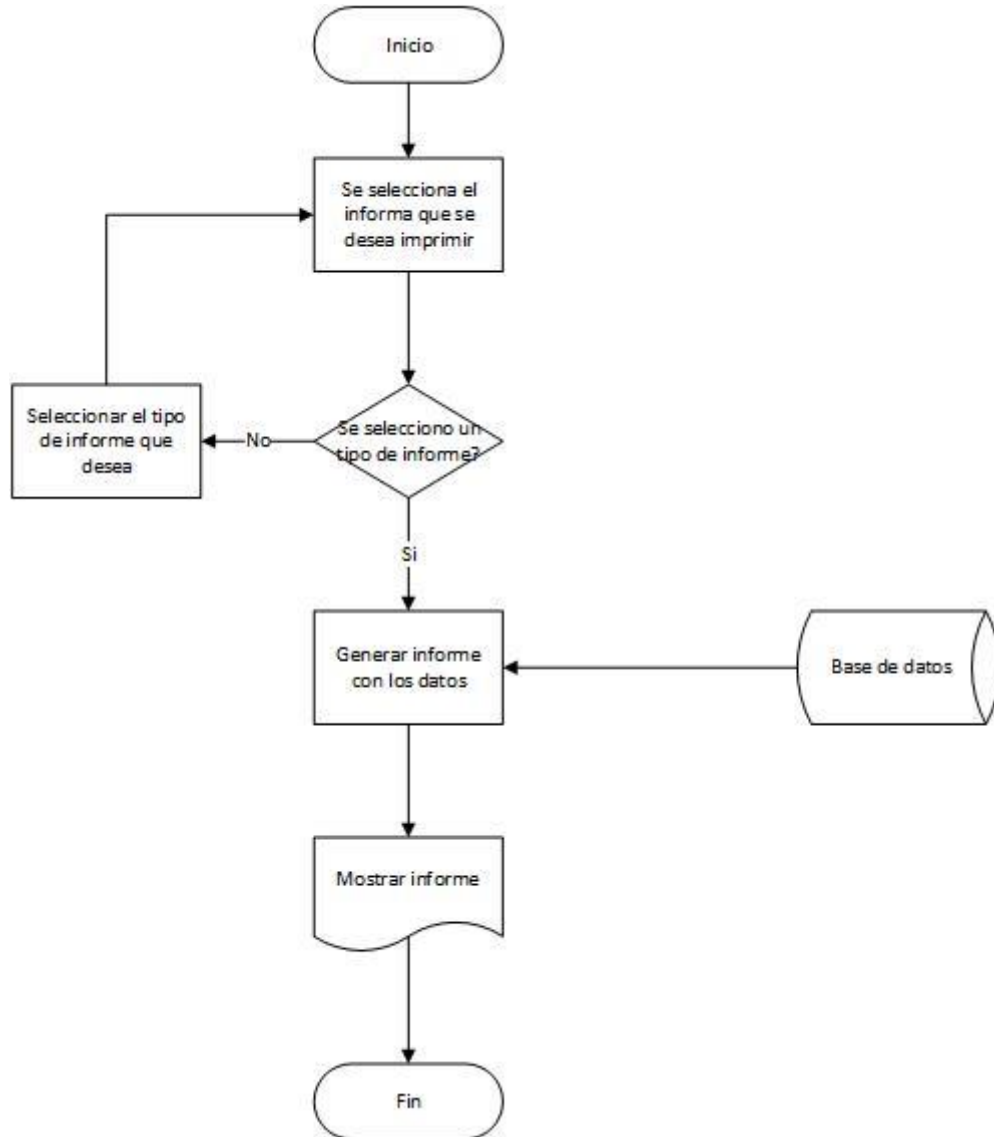 Inicio
Se selecciona el
informa que se
desea imprimir
Seleccionar el tipo
de informe que
desea
No
Se selecciono un
tipo de informe?
Si
Generar informe
con los datos
Base de datos
Mostrar informe
Fin